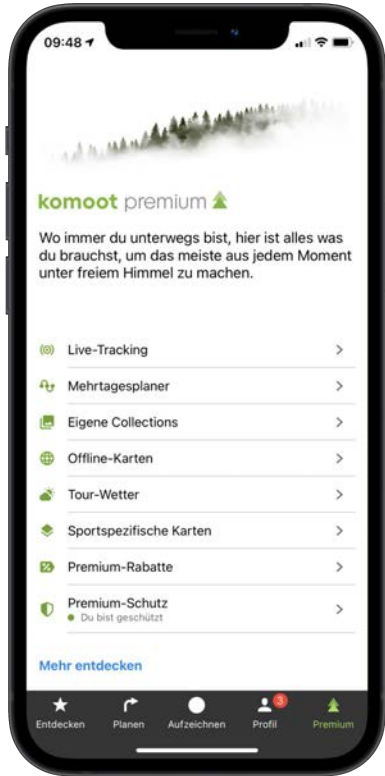 09:48
komoot premium
Wo immer du unterwegs bist, hier ist alles was
du brauchst, um das meiste aus jedem Moment
unter freiem Himmel zu machen.
Live-Tracking
Mehrtagesplaner
Eigene Collections
Offline-Karten
Tour-Wetter
Sportspezifische Karten
Premium-Rabatte
Premium-Schutz
Du bist geschützt
Mehr entdecken
3
Entdecken Planen Aufzeichnen Profil Premium